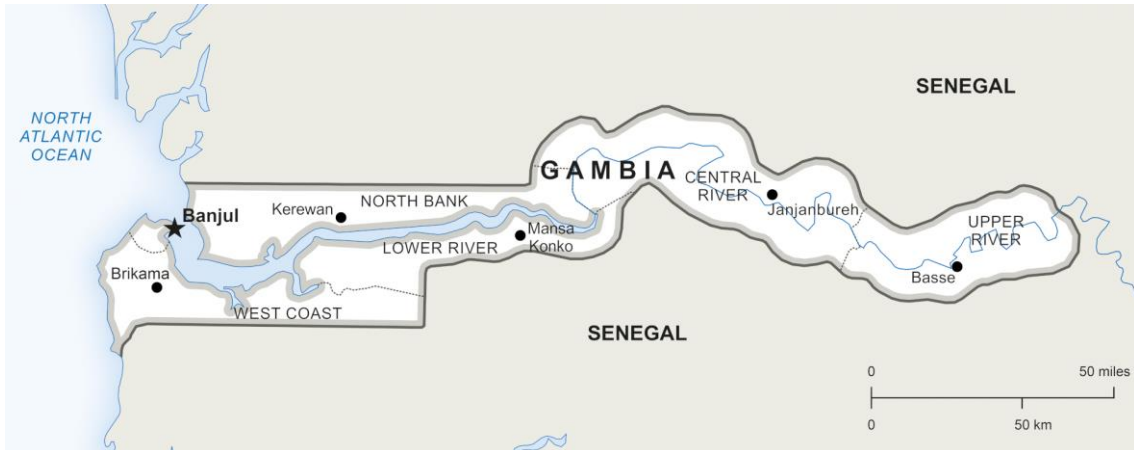 SENEGAL
NORTH
ATLANTIC
OCEAN
GAMBIA
CENTRAL
RIVER
NORTH BANK
Kerewan
Janjanbureh
Banjul
UPPER
RIVER
Mansa
Konko
LOWER RIVER
Brikama
Basse
WEST COAST
SENEGAL
0
50 miles
0
50 km